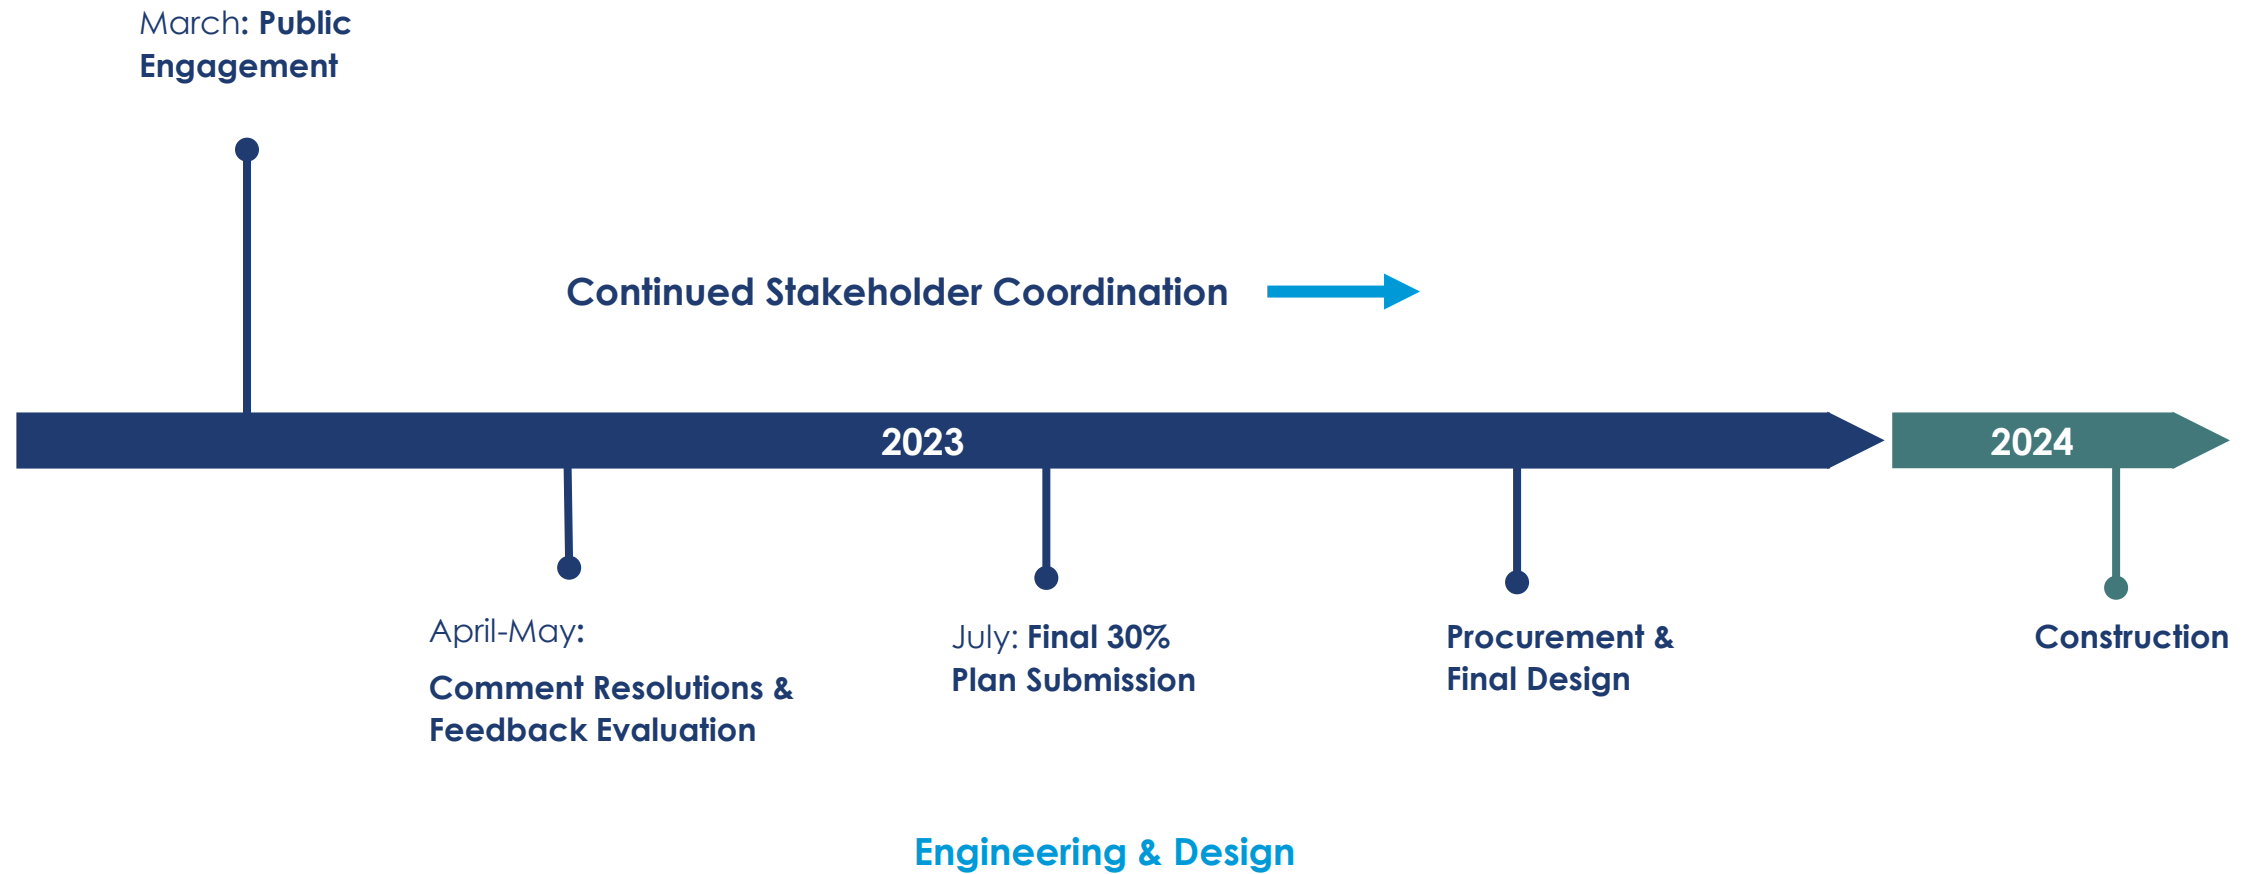 March: Public
Engagement
Continued Stakeholder Coordination
2023
2024
April-May:
Comment Resolutions &
Feedback Evaluation
July: Final 30%
Plan Submission
Procurement &
Final Design
Construction
Engineering & Design